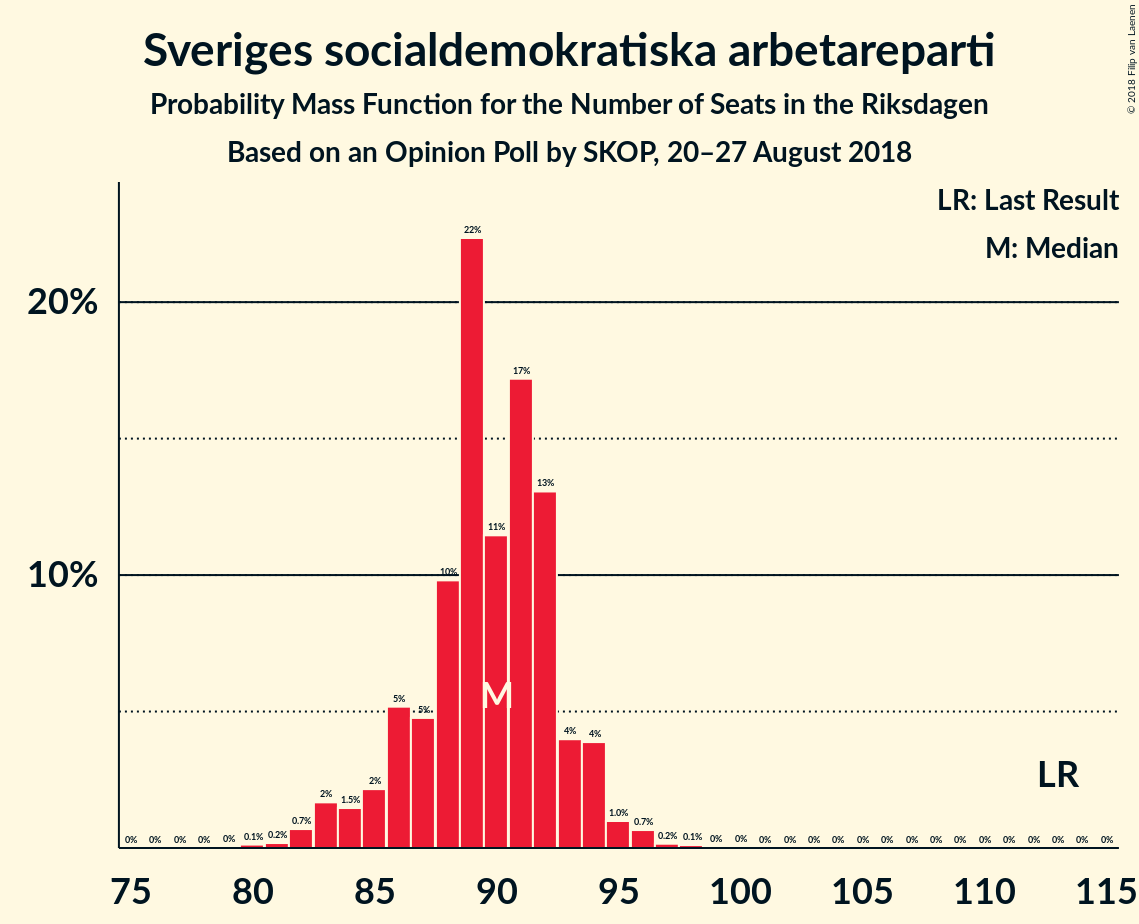 Sveriges socialdemokratiska arbetareparti
Probability Mass Function for the Number of Seats in the Riksdagen
Based on an Opinion Poll by SKOP, 20–27 August 2018
© 2018 Filip van Laenen
LR: Last Result
M: Median
20%
10%
0% 0% 0% 0% 0% 0.1% 0.2% 0.7% 2% 1.5% 2% 5% 5% 10% 22% 11% 17% 13% 4% 4% 1.0% 0.7% 0.2% 0.1% 0% 0% 0% 0% 0% 0% 0% 0% 0% 0% 0% 0% 0% 0% 0% 0% 0%
M
LR
75 80 85 90 95 100 105 110 115